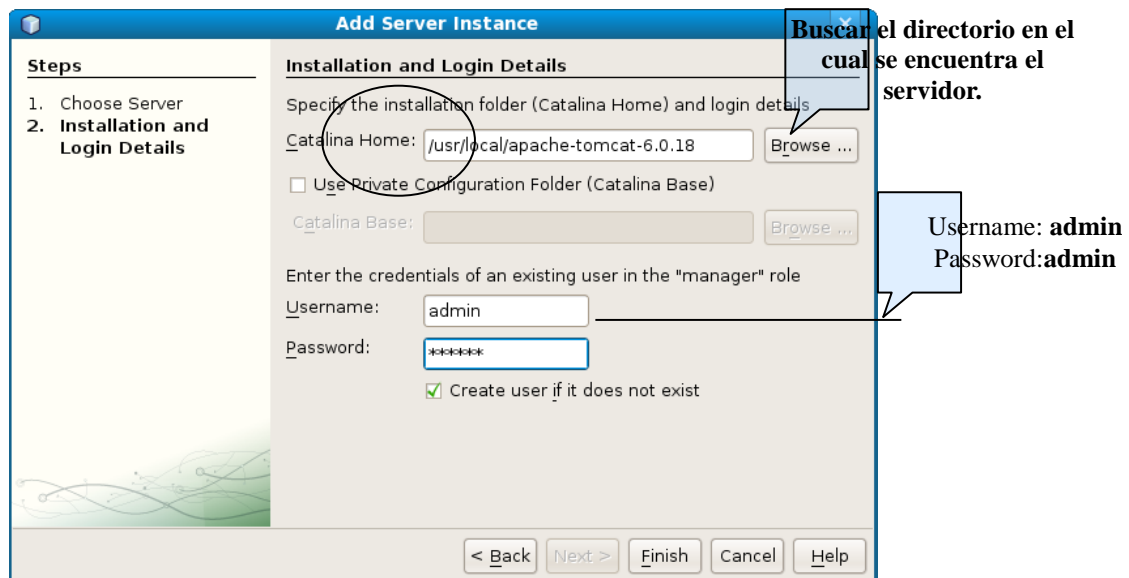 Add Server Instance
Buscar el directorio en el
cual se encuentra el
servidor.
Steps
1. Choose Server
2. Installation and
Login Details
Installation and Login Details
Specify the installation folder (Catalina Home) and login details
Catalina Home: /usr/local/apache-tomcat-6.0.18 Browse ...
Use Private Configuration Folder (Catalina Base)
Catalina Base: Browse ...
Username: admin
Password:admin
Enter the credentials of an existing user in the "manager" role
Username: admin
Password: ******
Create user if it does not exist
< Back Next > Finish Cancel Help